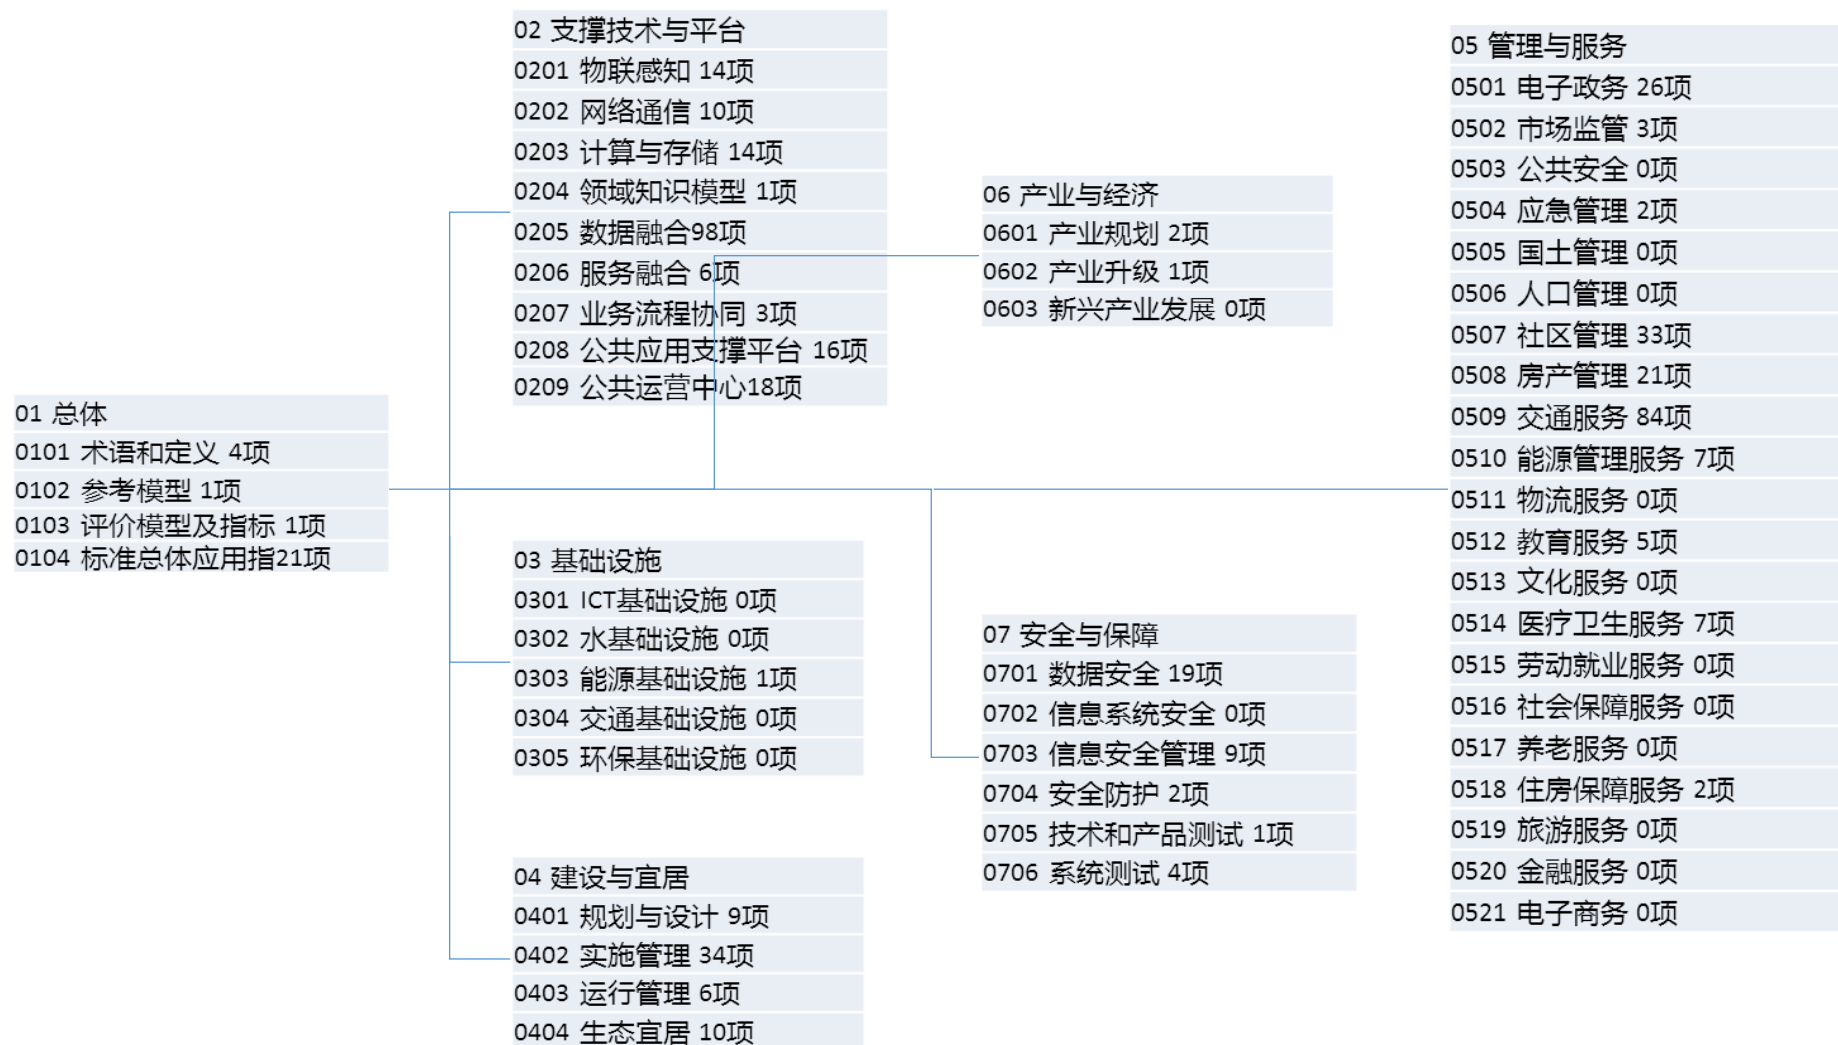 01 总体
0101 术语和定义 4项
0102 参考模型 1项
0103 评价模型及指标 1项
0104 标准总体应用指21项
02 支撑技术与平台
0201 物联感知 14项
0202 网络通信 10项
0203 计算与存储 14项
0204 领域知识模型 1项
0205 数据融合98项
0206 服务融合 6项
0207 业务流程协同 3项
0208 公共应用支撑平台 16项
0209 公共运营中心18项
03 基础设施
0301 ICT基础设施 0项
0302 水基础设施 0项
0303 能源基础设施 1项
0304 交通基础设施 0项
0305 环保基础设施 0项
04 建设与宜居
0401 规划与设计 9项
0402 实施管理 34项
0403 运行管理 6项
0404 生态宜居 10项
06 产业与经济
0601 产业规划 2项
0602 产业升级 1项
0603 新兴产业发展 0项
07 安全与保障
0701 数据安全 19项
0702 信息系统安全 0项
0703 信息安全管理 9项
0704 安全防护 2项
0705 技术和产品测试 1项
0706 系统测试 4项
05 管理与服务
0501 电子政务 26项
0502 市场监管 3项
0503 公共安全 0项
0504 应急管理 2项
0505 国土管理 0项
0506 人口管理 0项
0507 社区管理 33项
0508 房产管理 21项
0509 交通服务 84项
0510 能源管理服务 7项
0511 物流服务 0项
0512 教育服务 5项
0513 文化服务 0项
0514 医疗卫生服务 7项
0515 劳动就业服务 0项
0516 社会保障服务 0项
0517 养老服务 0项
0518 住房保障服务 2项
0519 旅游服务 0项
0520 金融服务 0项
0521 电子商务 0项